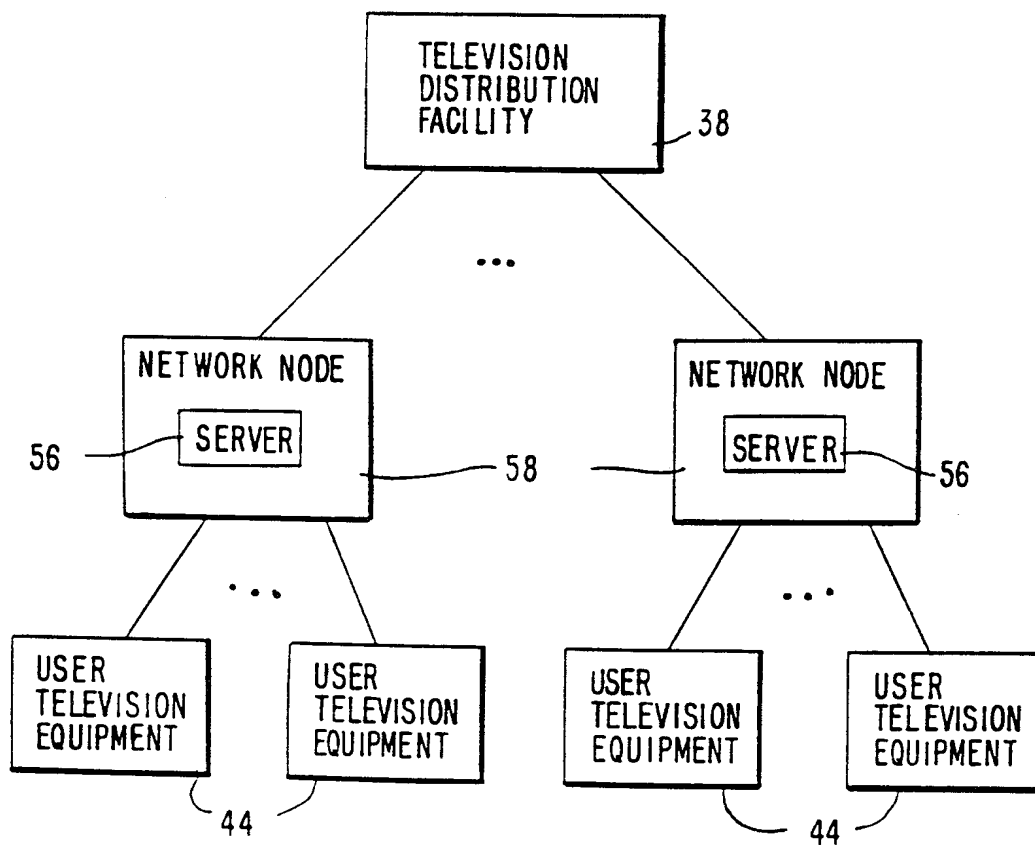 TELEVISION
DISTRIBUTION
FACILITY
38
...
NETWORK NODE
SERVER
56
58
NETWORK NODE
SERVER
56
...
...
USER
TELEVISION
EQUIPMENT
USER
TELEVISION
EQUIPMENT
44
USER
TELEVISION
EQUIPMENT
USER
TELEVISION
EQUIPMENT
44